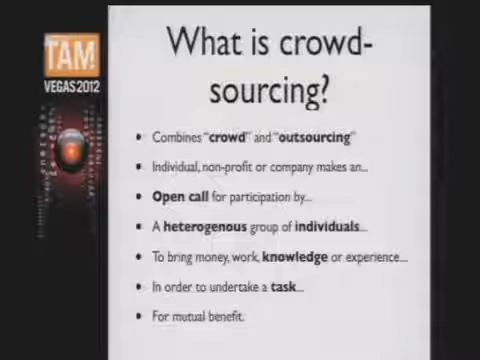 TAM!
VEGAS 2012
What is crowd-
sourcing?
• Combines "crowd" and "outsourcing"
• Individual, non-profit or company makes an...
• Open call for participation by...
• A heterogenous group of individuals...
• To bring money, work, knowledge or experience...
• In order to undertake a task...
• For mutual benefit.